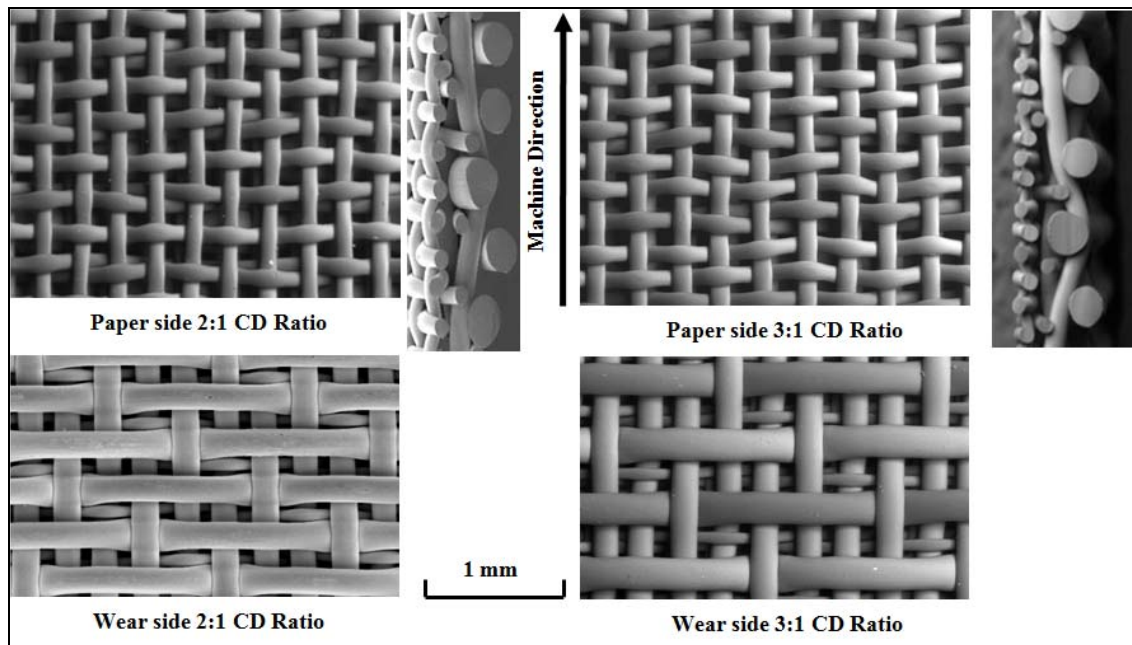 Machine Direction
Paper side 2:1 CD Ratio
Paper side 3:1 CD Ratio
1 mm
Wear side 2:1 CD Ratio
Wear side 3:1 CD Ratio